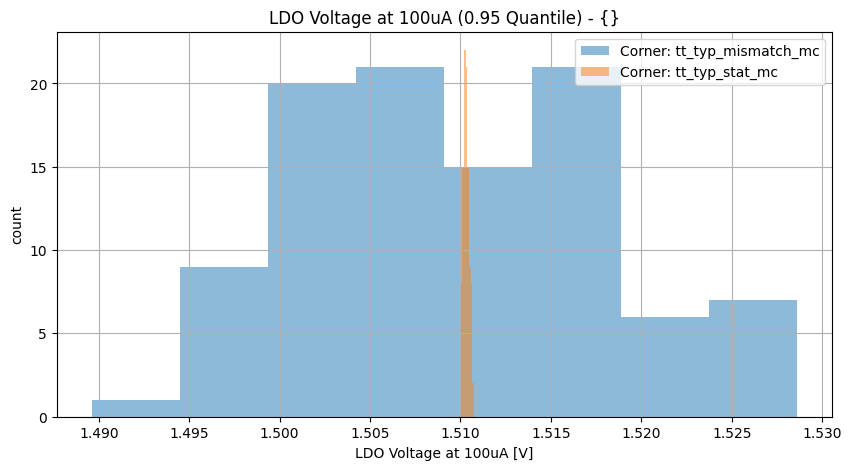 LDO Voltage at 100uA (0.95 Quantile) - {}
Corner: tt_typ_mismatch_mc
Corner: tt_typ_stat_mc
20
15
10
5
0
count
1.490
1.495
1.500
1.505
1.510
1.515
1.520
1.525
1.530
LDO Voltage at 100uA [V]